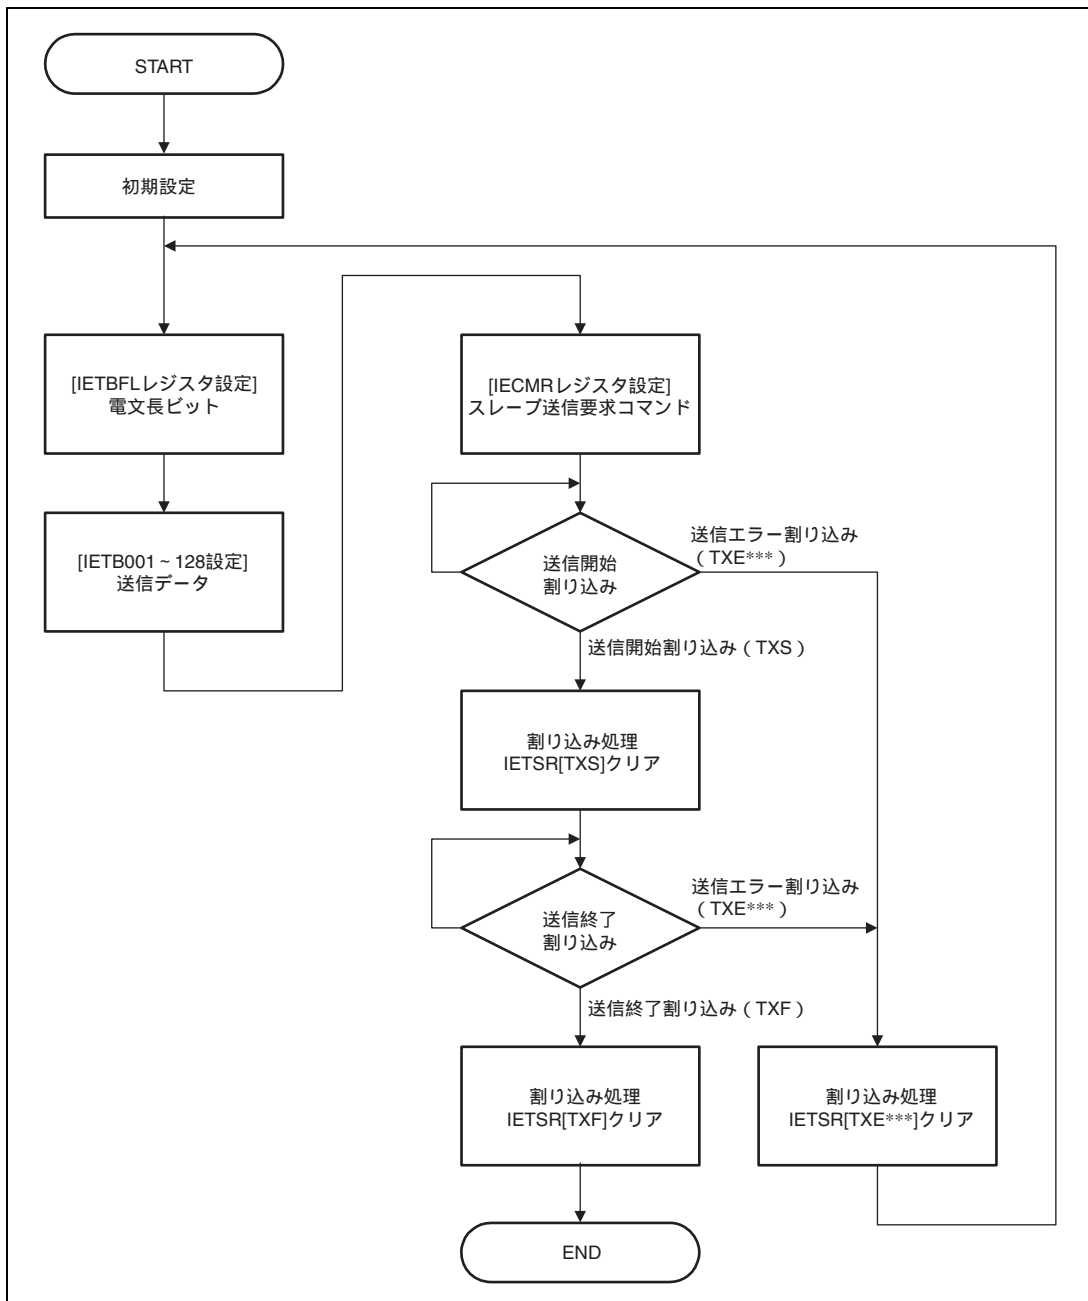 START
初期設定
[IETBFLレジスタ設定]
電文長ビット
[IETB001~128設定]
送信データ
[IECMRレジスタ設定]
スレーブ送信要求コマンド
送信開始
割り込み
送信エラー割り込み
(TXE***)
送信開始割り込み(TXS)
割り込み処理
IETSR[TXS]クリア
送信終了
割り込み
送信エラー割り込み
(TXE***)
送信終了割り込み(TXF)
割り込み処理
IETSR[TXF]クリア
割り込み処理
IETSR[TXE***]クリア
END